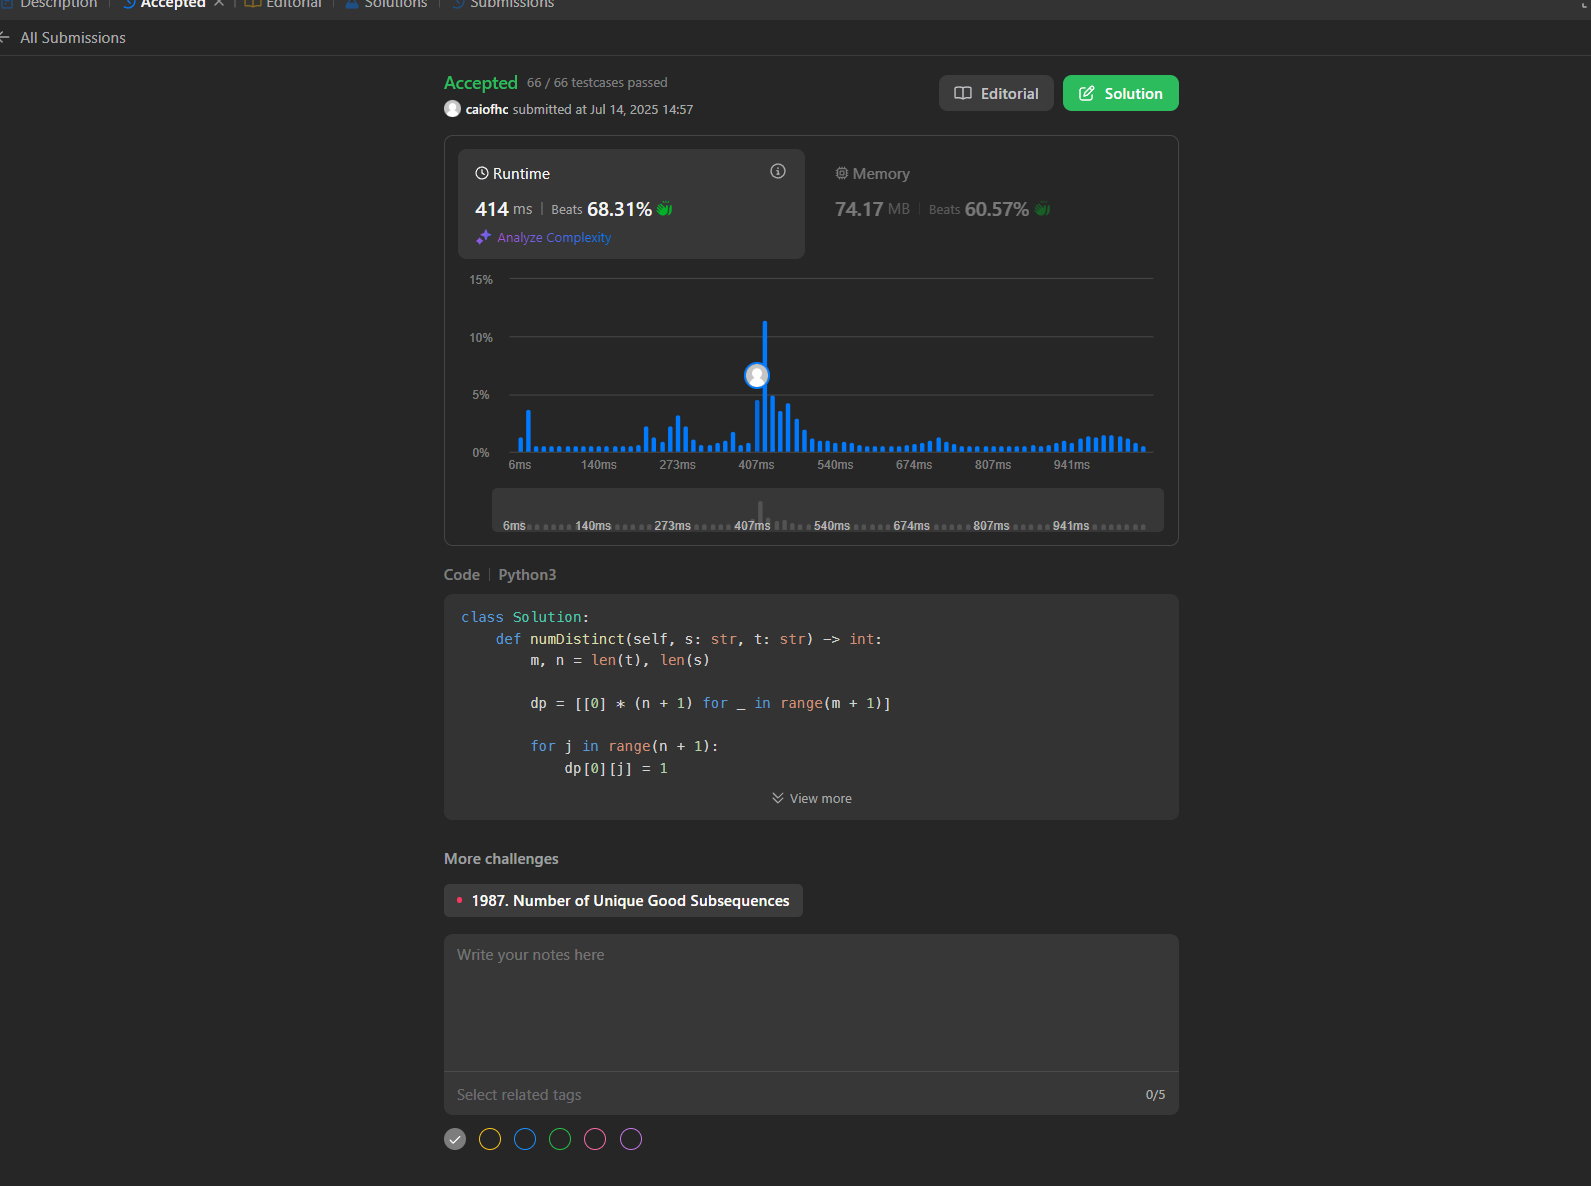 Description Accepted Editorial Solutions Submissions
All Submissions
Accepted 66 / 66 testcases passed
caiofhc submitted at Jul 14, 2025 14:57
Editorial
Solution
Runtime
414 ms | Beats 68.31%
Analyze Complexity
Memory
74.17 MB | Beats 60.57%
15%
10%
5%
0%
6ms 140ms 273ms 407ms 540ms 674ms 807ms 941ms
6ms 140ms 273ms 407ms 540ms 674ms 807ms 941ms
Code | Python3
class Solution:
    def numDistinct(self, s: str, t: str) -> int:
        m, n = len(t), len(s)
        dp = [[0] * (n + 1) for _ in range(m + 1)]
        for j in range(n + 1):
            dp[0][j] = 1
View more
More challenges
1987. Number of Unique Good Subsequences
Write your notes here
Select related tags 0/5